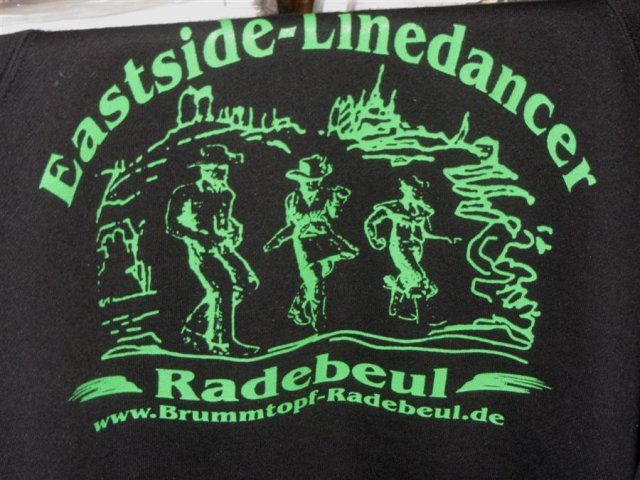 Eastside-Linedancer
Radebeul
www.Brummtopf-Radebeul.de